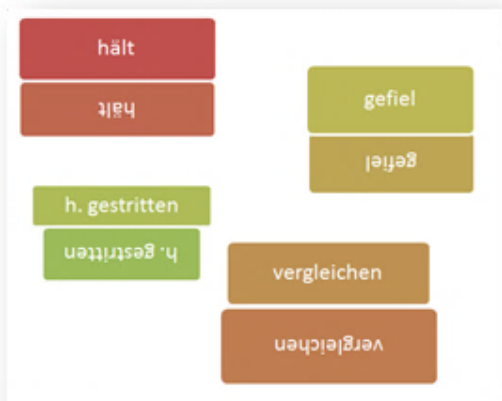 hält
hält
gefiel
gefiel
h. gestritten
h. gestritten
vergleichen
vergleichen